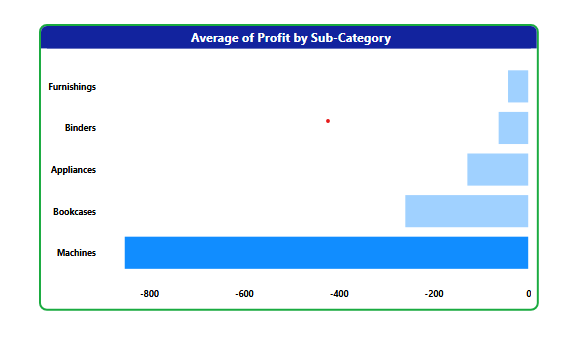 Average of Profit by Sub-Category
Furnishings
Binders
Appliances
Bookcases
Machines
-800 -600 -400 -200 0